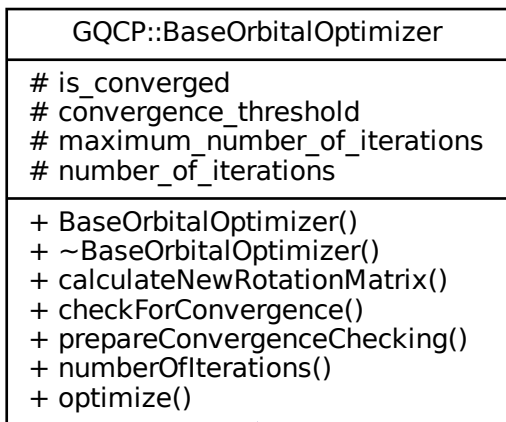 GQCP::BaseOrbitalOptimizer
# is_converged
# convergence_threshold
# maximum_number_of_iterations
# number_of_iterations
+ BaseOrbitalOptimizer()
+ ~BaseOrbitalOptimizer()
+ calculateNewRotationMatrix()
+ checkForConvergence()
+ prepareConvergenceChecking()
+ numberOfIterations()
+ optimize()